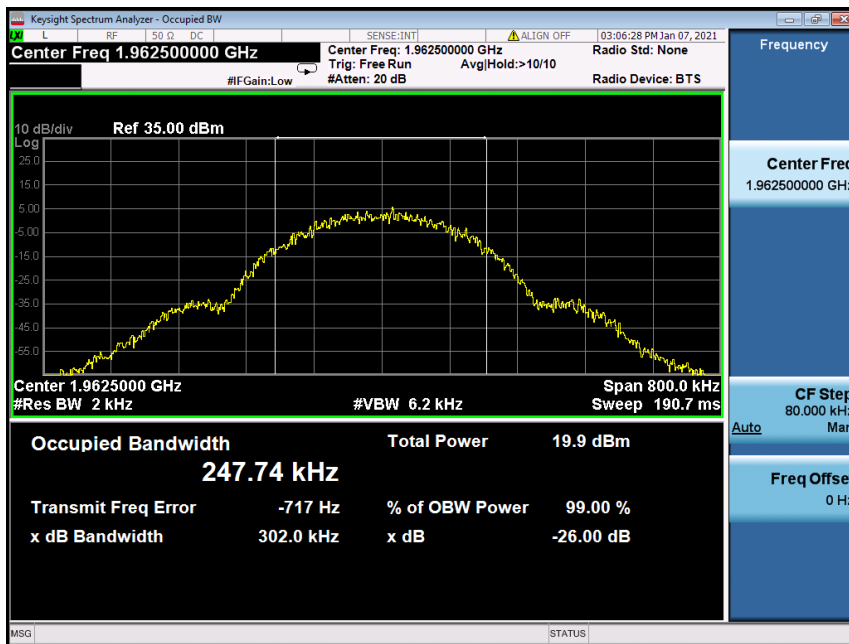 Keysight Spectrum Analyzer - Occupied BW
LXI L RF 50 Ω DC SENSE:INT ALIGN OFF 03:06:28 PM Jan 07, 2021
Center Freq 1.962500000 GHz
Center Freq: 1.962500000 GHz
Radio Std: None
Trig: Free Run Avg|Hold:>10/10
#IFGain:Low
#Atten: 20 dB
Radio Device: BTS
Frequency
10 dB/div Ref 35.00 dBm
Log
25.0
15.0
5.00
-5.00
-15.0
-25.0
-35.0
-45.0
-55.0
Center 1.9625000 GHz
Span 800.0 kHz
#Res BW 2 kHz
#VBW 6.2 kHz
Sweep 190.7 ms
Occupied Bandwidth
247.74 kHz
Total Power 19.9 dBm
Transmit Freq Error -717 Hz
% of OBW Power 99.00 %
x dB Bandwidth 302.0 kHz
x dB -26.00 dB
Center Fre
1.962500000 GH
CF Step
80.000 kH
Auto Ma
Freq Offse
0 H
MSG
STATUS